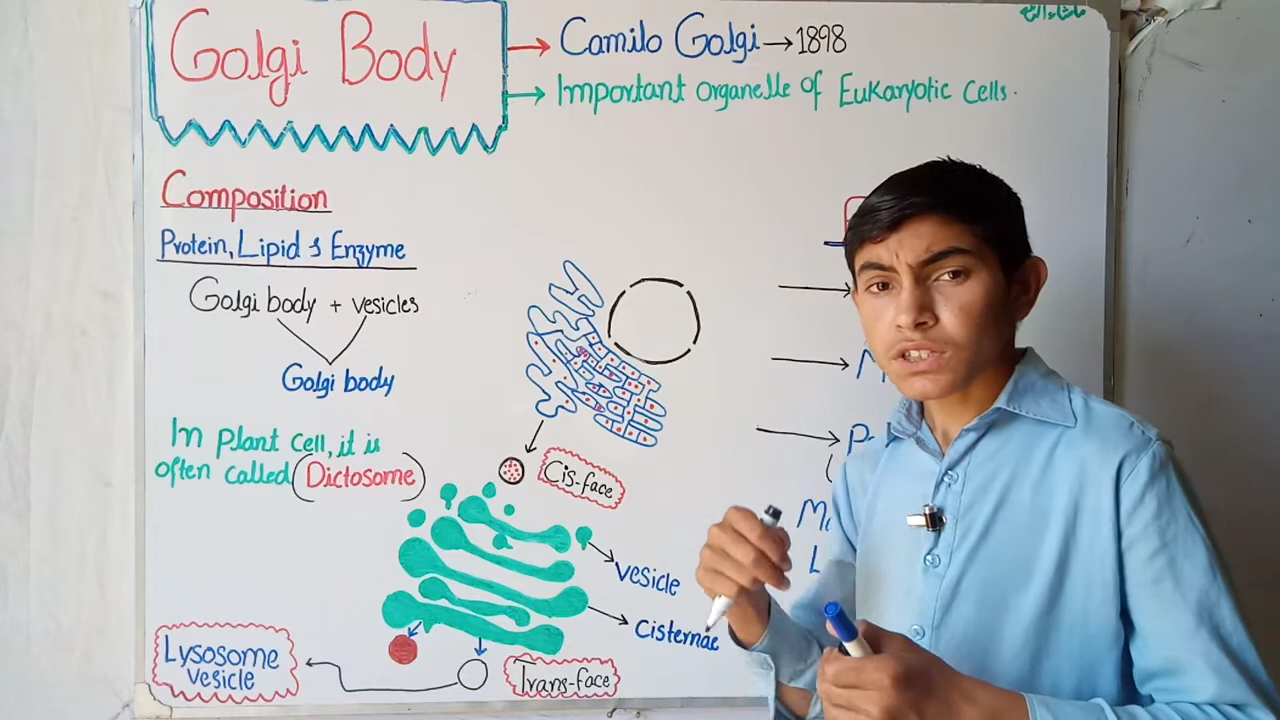 Golgi Body
Camilo Golgi → 1898
Important organelle of Eukaryotic Cells.
Composition
Protein, Lipid & Enzyme
Golgi body + vesicles
Golgi body
In plant cell, it is
often called (Dictosome)
Cis-face
vesicle
Cisternae
Trans-face
Lysosome
vesicle